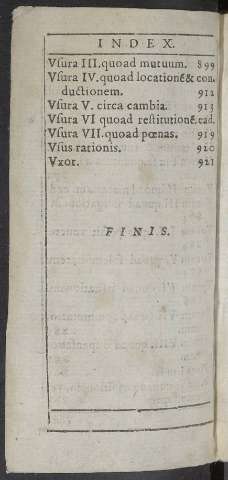 INDEX.
Vſura III. quoad mutuum. 899
Vſura IV. quoad locationē & con
ductionem. 912
Vſura V. circa cambia. 913
Vſura VI quoad reſtitutionē. ead.
Vſura VII. quoad pœnas. 919
Vſus rationis. 920
Vxor. 921
FINIS.